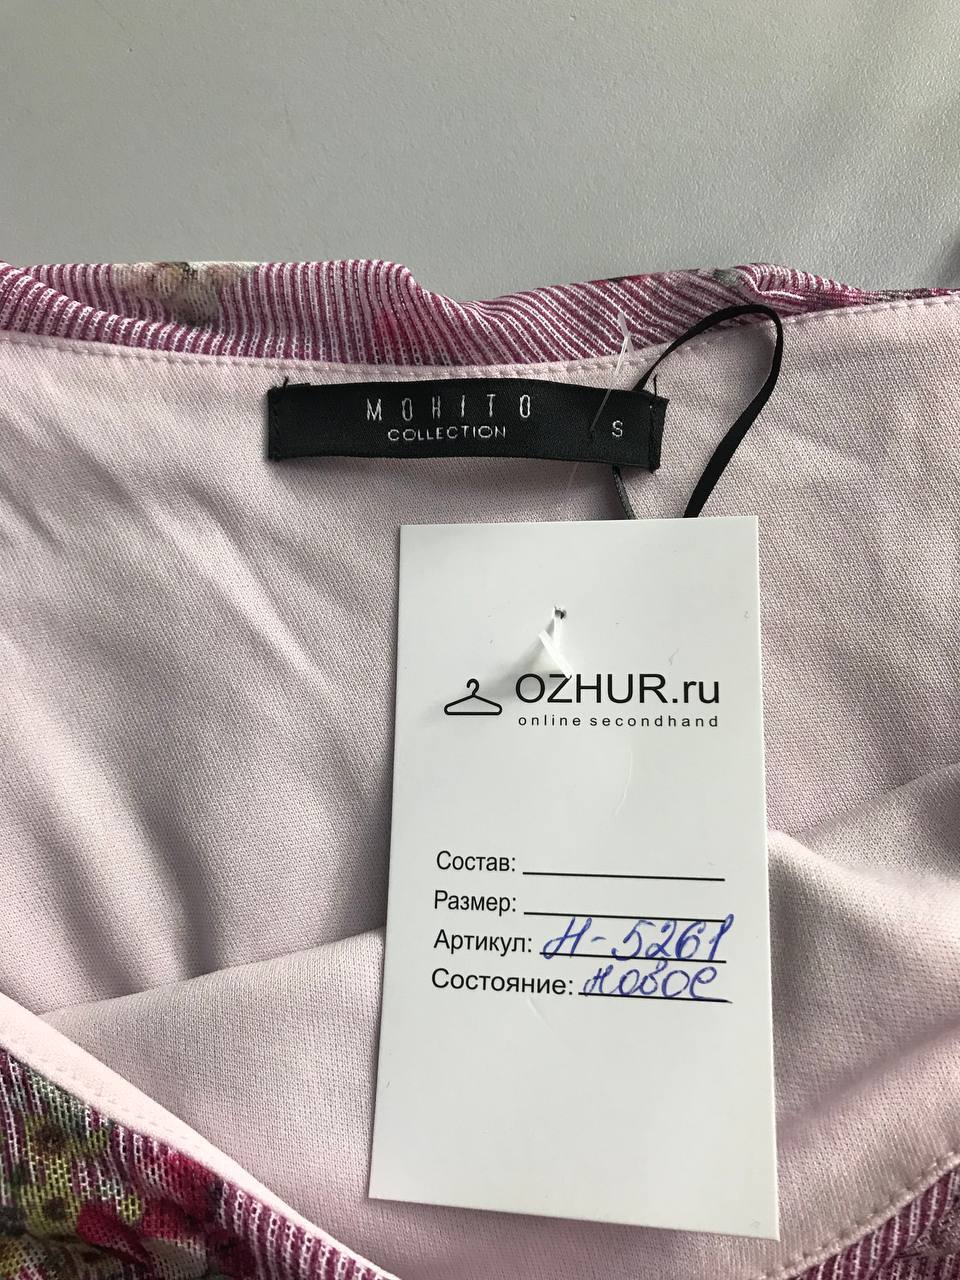 MOHITO
COLLECTION
S
OZHUR.ru
online secondhand
Состав:
Размер:
Артикул: Н-5261
Состояние: новое